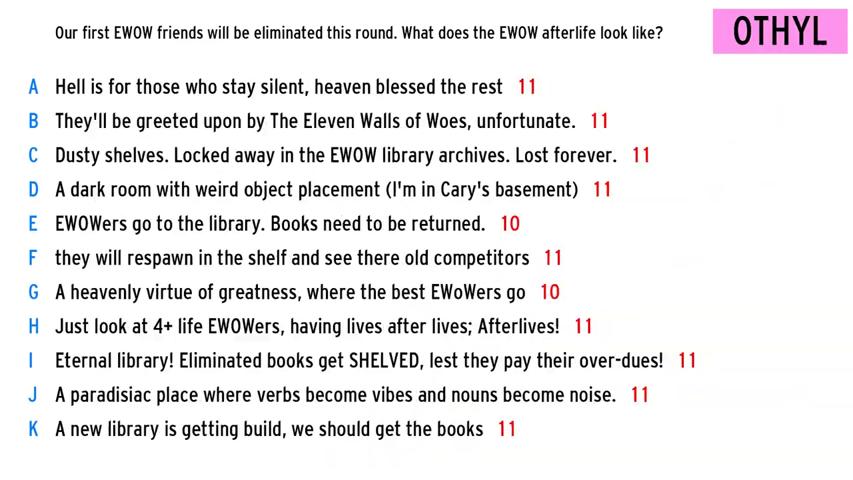 Our first EWOW friends will be eliminated this round. What does the EWOW afterlife look like?
OTHYL
A Hell is for those who stay silent, heaven blessed the rest 11
B They'll be greeted upon by The Eleven Walls of Woes, unfortunate. 11
C Dusty shelves. Locked away in the EWOW library archives. Lost forever. 11
D A dark room with weird object placement (I'm in Cary's basement) 11
E EWOWers go to the library. Books need to be returned. 10
F they will respawn in the shelf and see there old competitors 11
G A heavenly virtue of greatness, where the best EWoWers go 10
H Just look at 4+ life EWOWers, having lives after lives; Afterlives! 11
I Eternal library! Eliminated books get SHELVED, lest they pay their over-dues! 11
J A paradisiac place where verbs become vibes and nouns become noise. 11
K A new library is getting build, we should get the books 11